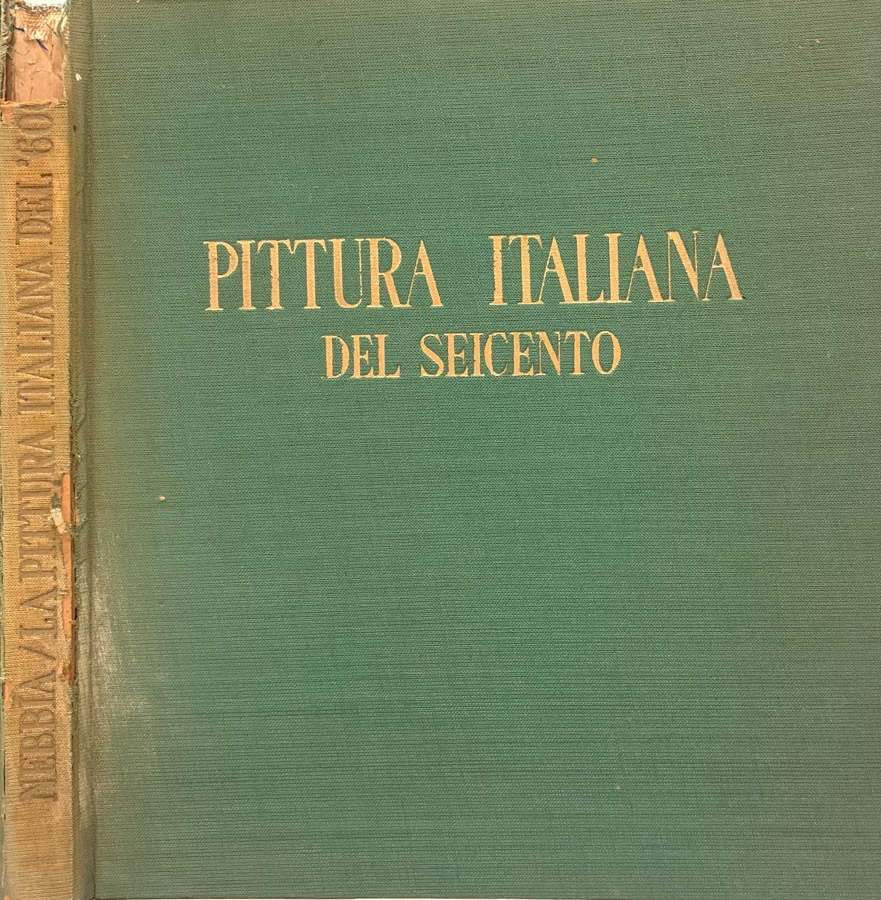 PITTURA ITALIANA
DEL SEICENTO
NEBBIA / LA PITTURA ITALIANA DEL '600